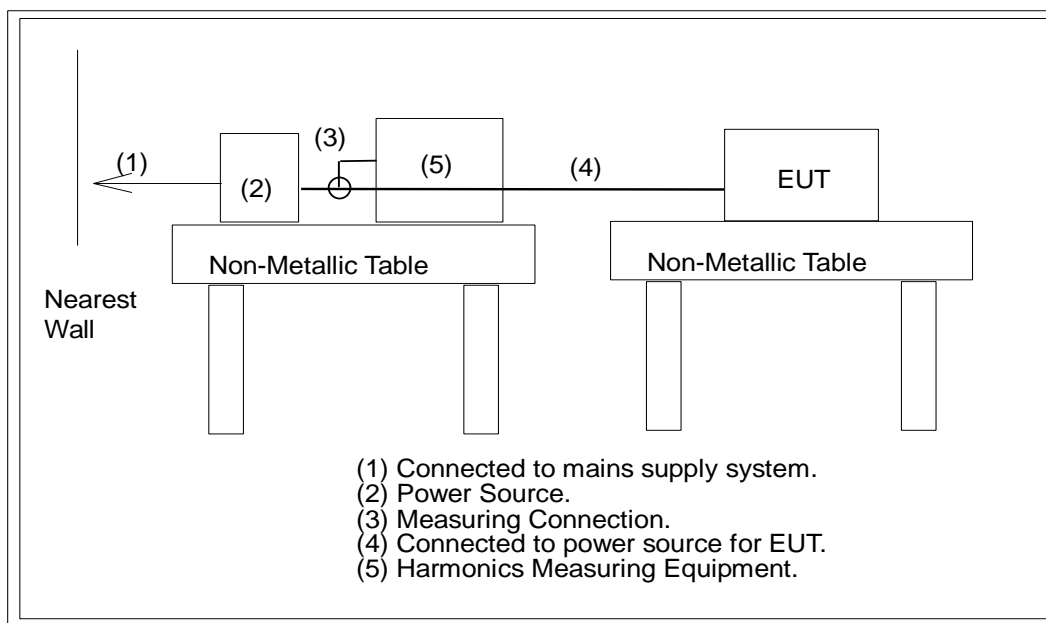 (3)
(1)
(2)
(5)
(4)
EUT
Non-Metallic Table
Non-Metallic Table
Nearest
Wall
(1) Connected to mains supply system.
(2) Power Source.
(3) Measuring Connection.
(4) Connected to power source for EUT.
(5) Harmonics Measuring Equipment.